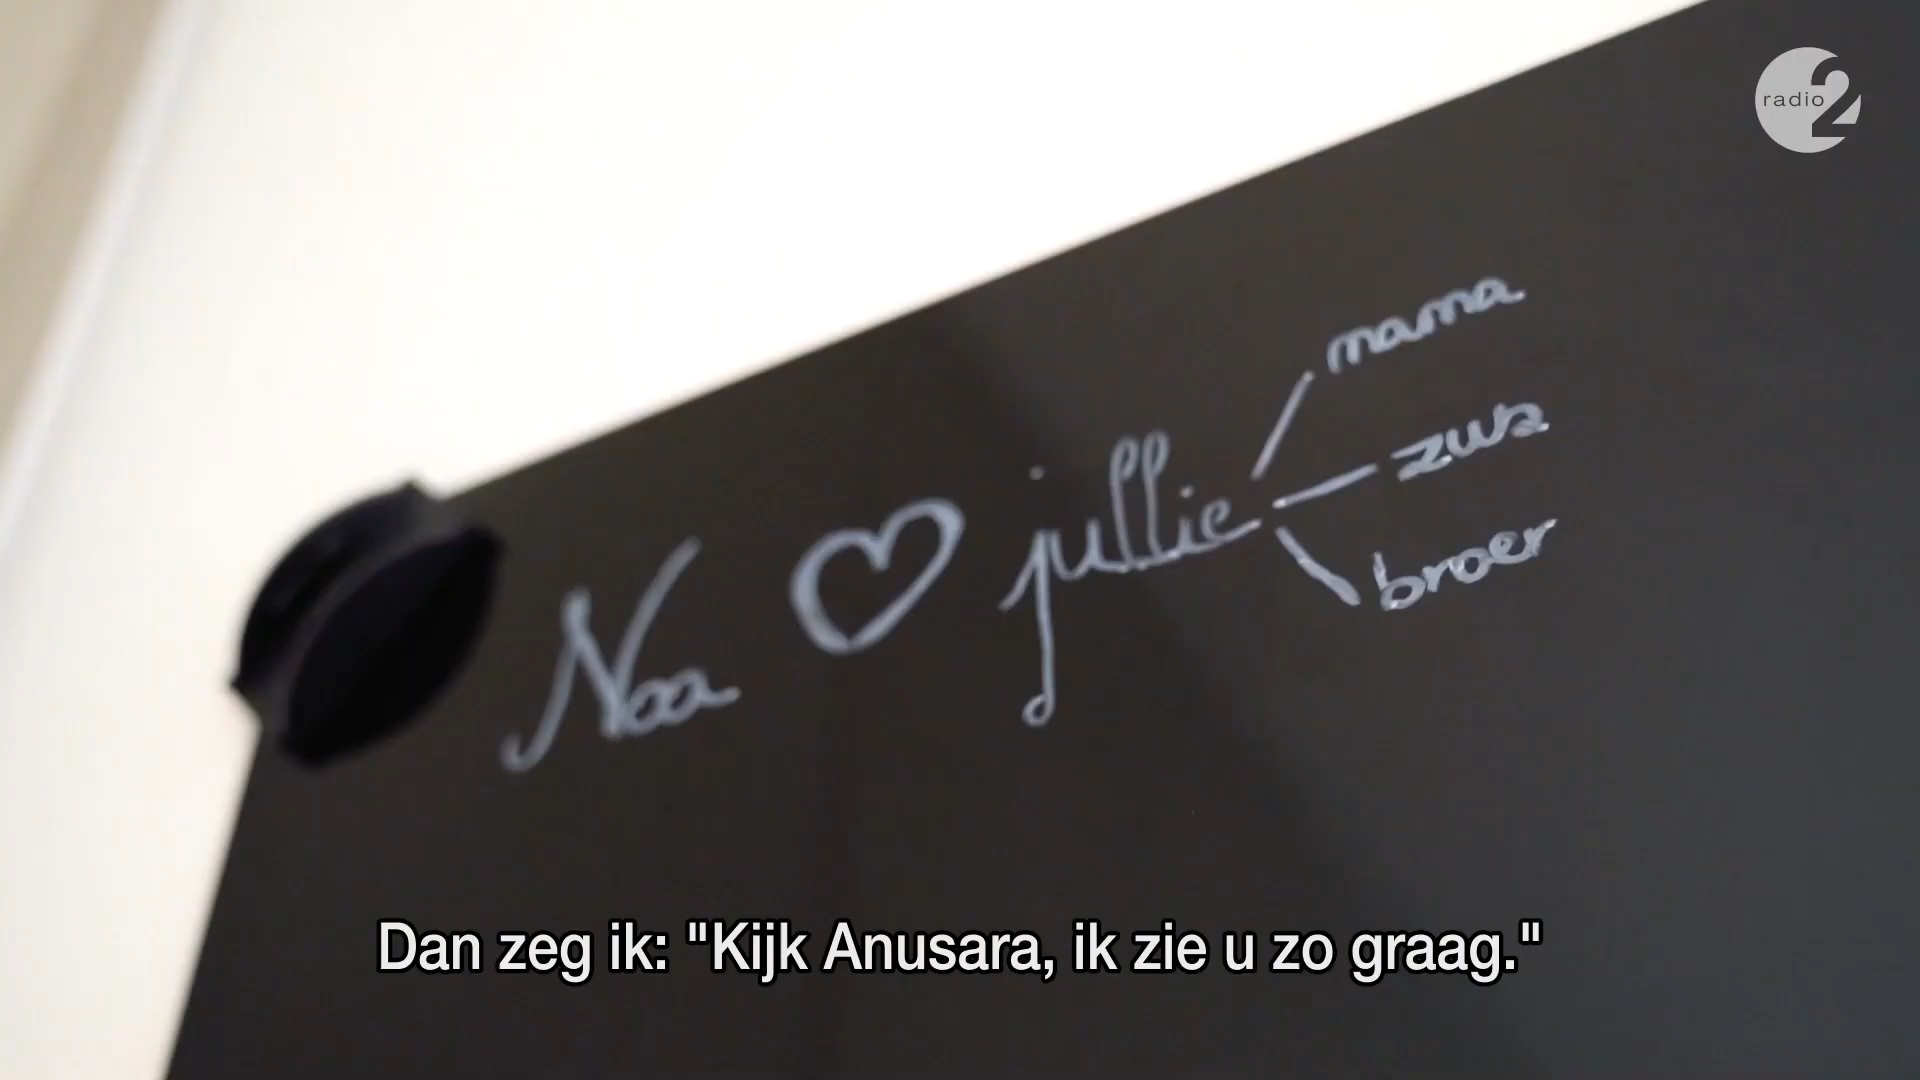 radio 2
mama
Noa ♡ jullie
zus
broer
Dan zeg ik: "Kijk Anusara, ik zie u zo graag."